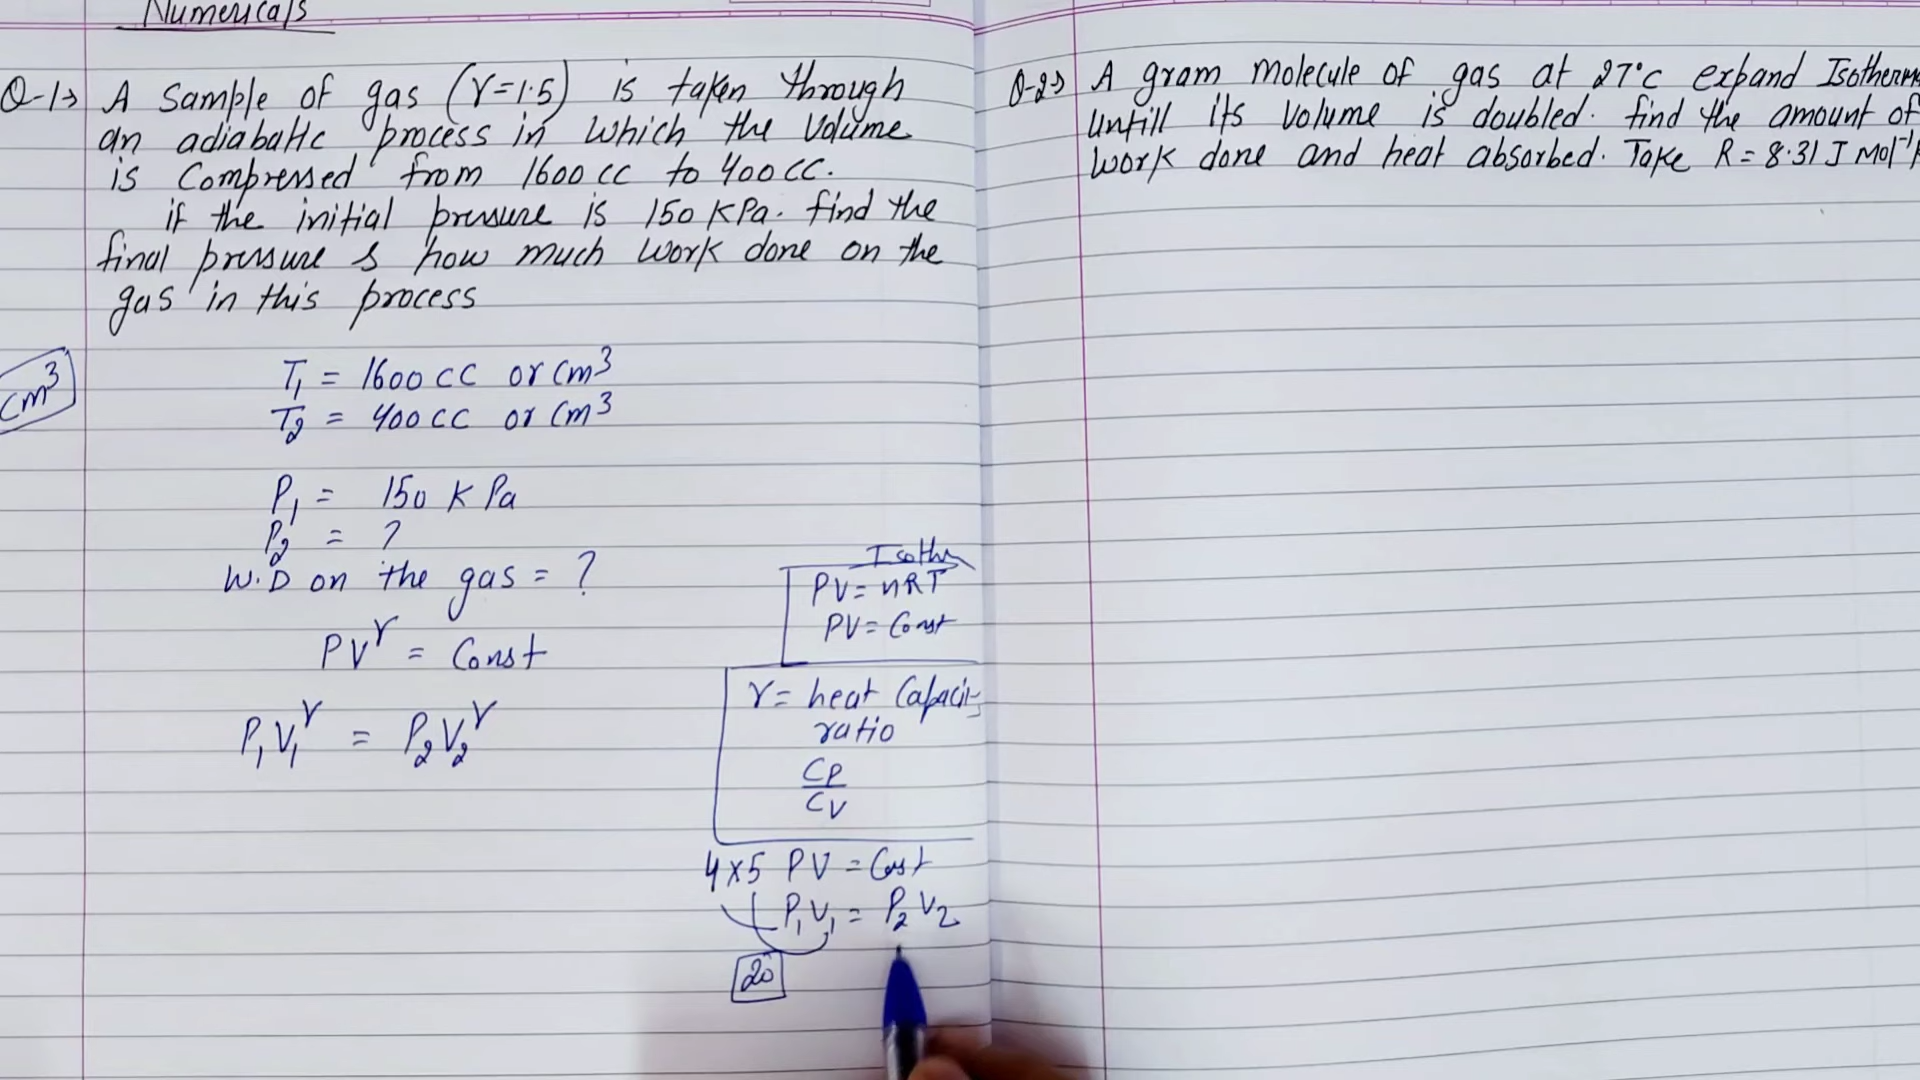 Numericals
Q-1→ A Sample of gas (γ=1.5) is taken through
an adiabatic process in which the Volume
is Compressed from 1600 cc to 400 cc.
if the initial pressure is 150 KPa. find the
final pressure & how much work done on the
gas in this process
cm³
T₁ = 1600 cc or Cm³
T₂ = 400 cc or Cm³
P₁ = 150 K Pa
P₂ = ?
W.D on the gas = ?
PV^γ = Const
P₁V₁^γ = P₂V₂^γ
PV = nRT
PV = Const
γ = heat Capacity
ratio
CP
CV
4×5 PV = Const
P₁V₁ = P₂V₂
20
Q-2→ A gram Molecule of gas at 27°c expand
Untill its Volume is doubled. find the amount of
work done and heat absorbed. Take R = 8.31 J Mol⁻¹